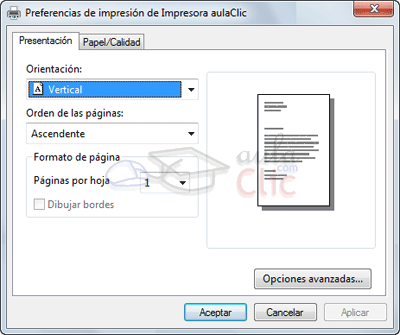 Preferencias de impresión de Impresora aulaClic
Presentación Papel/Calidad
Orientación:
A Vertical
Orden de las páginas:
Ascendente
Formato de página
Páginas por hoja 1
Dibujar bordes
aula
.com
Clic
Opciones avanzadas...
Aceptar Cancelar Aplicar